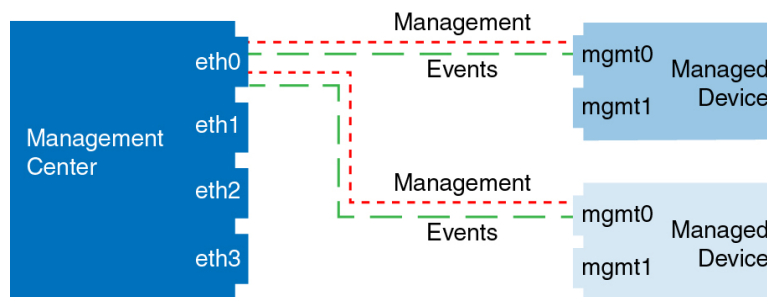 Management
Events
eth0
eth1
eth2
eth3
Management
Center
mgmt0
mgmt1
Managed
Device
Management
Events
mgmt0
mgmt1
Managed
Device